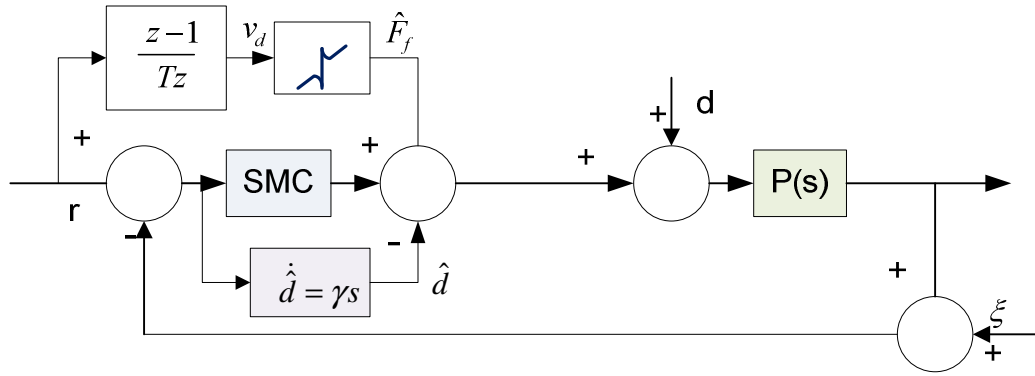 z − 1
Tz
v_d
F̂_f
+
+
+
+
d
r
SMC
P(s)
-
-
d̂̇ = γs
d̂
+
ξ
+